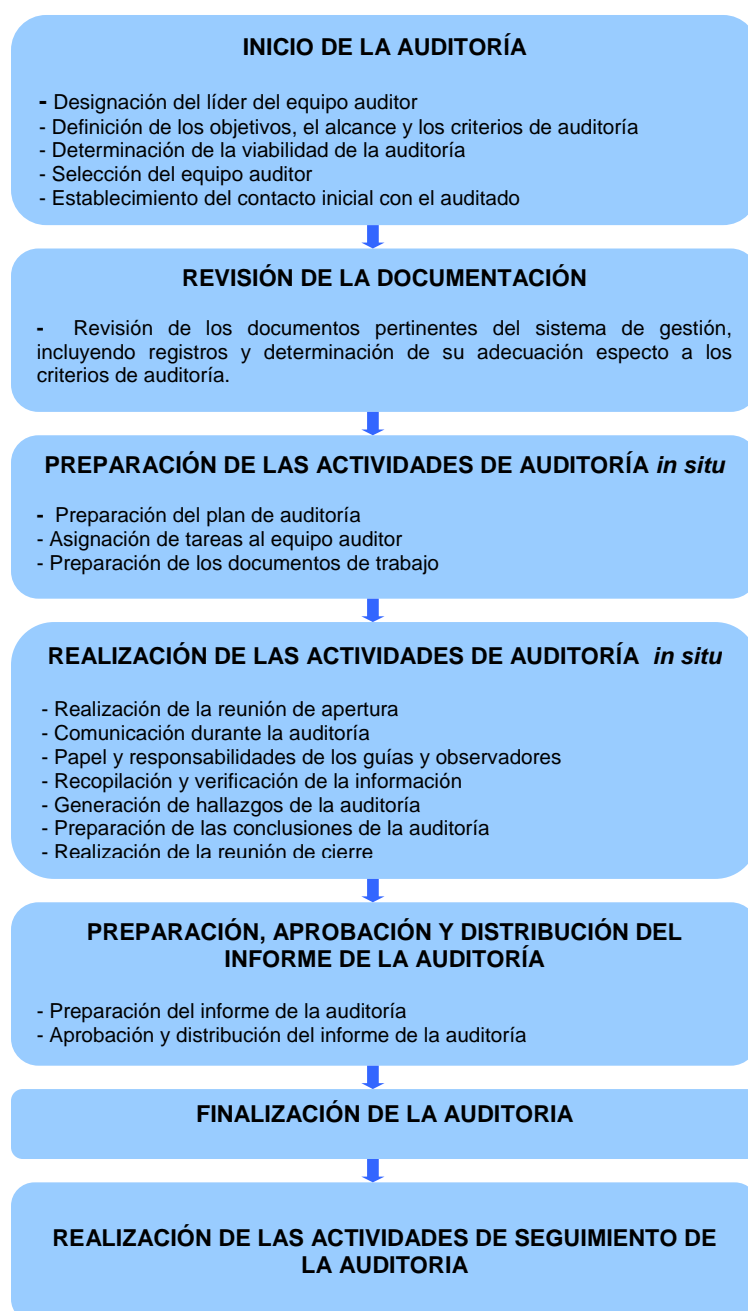 INICIO DE LA AUDITORÍA
- Designación del líder del equipo auditor
- Definición de los objetivos, el alcance y los criterios de auditoría
- Determinación de la viabilidad de la auditoría
- Selección del equipo auditor
- Establecimiento del contacto inicial con el auditado
REVISIÓN DE LA DOCUMENTACIÓN
- Revisión de los documentos pertinentes del sistema de gestión,
incluyendo registros y determinación de su adecuación especto a los
criterios de auditoría.
PREPARACIÓN DE LAS ACTIVIDADES DE AUDITORÍA in situ
- Preparación del plan de auditoría
- Asignación de tareas al equipo auditor
- Preparación de los documentos de trabajo
REALIZACIÓN DE LAS ACTIVIDADES DE AUDITORÍA in situ
- Realización de la reunión de apertura
- Comunicación durante la auditoría
- Papel y responsabilidades de los guías y observadores
- Recopilación y verificación de la información
- Generación de hallazgos de la auditoría
- Preparación de las conclusiones de la auditoría
- Realización de la reunión de cierre
PREPARACIÓN, APROBACIÓN Y DISTRIBUCIÓN DEL
INFORME DE LA AUDITORÍA
- Preparación del informe de la auditoría
- Aprobación y distribución del informe de la auditoría
FINALIZACIÓN DE LA AUDITORIA
REALIZACIÓN DE LAS ACTIVIDADES DE SEGUIMIENTO DE
LA AUDITORIA